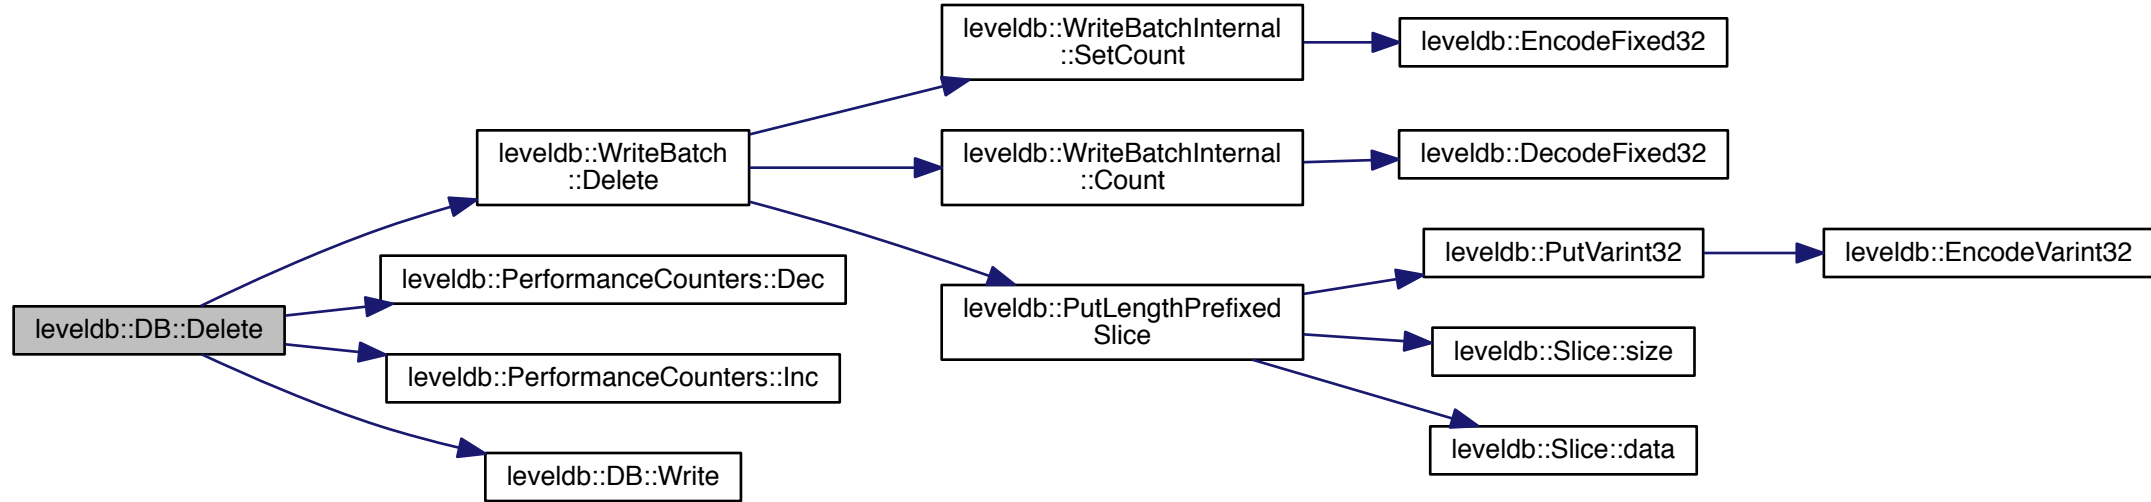 leveldb::DB::Delete
leveldb::WriteBatch
::Delete
leveldb::PerformanceCounters::Dec
leveldb::PerformanceCounters::Inc
leveldb::DB::Write
leveldb::WriteBatchInternal
::SetCount
leveldb::WriteBatchInternal
::Count
leveldb::PutLengthPrefixed
Slice
leveldb::EncodeFixed32
leveldb::DecodeFixed32
leveldb::PutVarint32
leveldb::Slice::size
leveldb::Slice::data
leveldb::EncodeVarint32